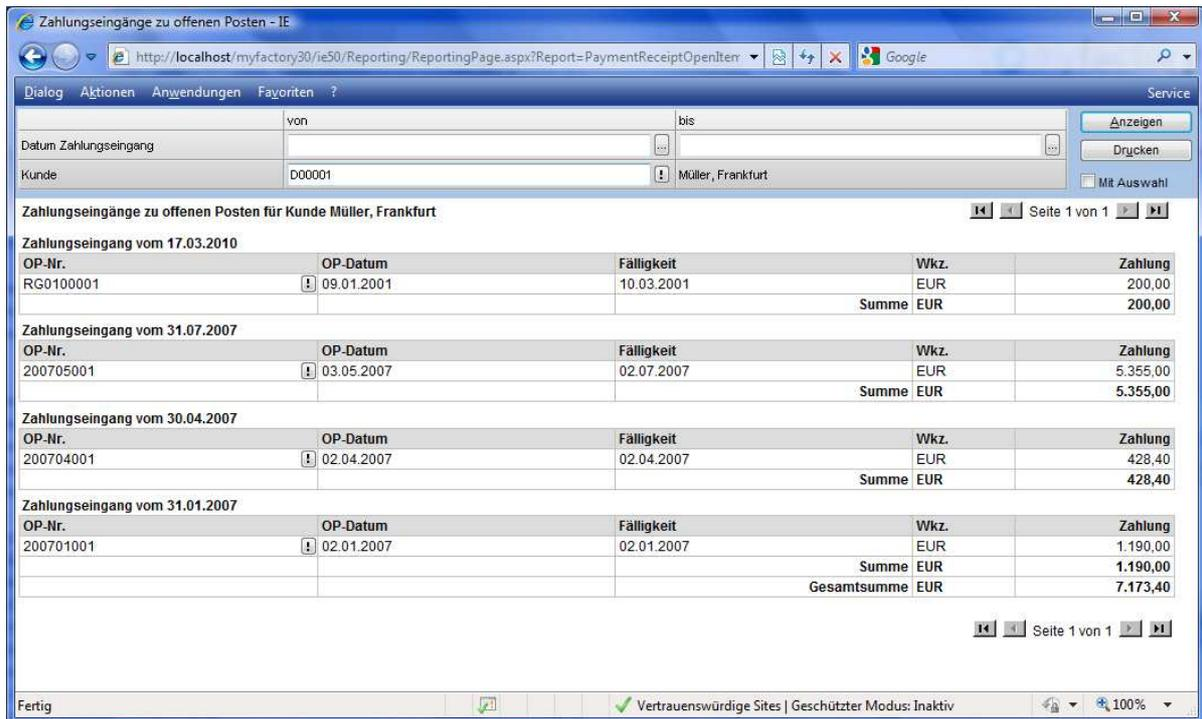 Zahlungseingänge zu offenen Posten - IE
http://localhost/myfactory30/ie50/Reporting/ReportingPage.aspx?Report=PaymentReceiptOpenItem
Google
Dialog Aktionen Anwendungen Favoriten ? Service
von bis Anzeigen
Datum Zahlungseingang ... ... Drucken
Kunde D00001 ! Müller, Frankfurt Mit Auswahl
Zahlungseingänge zu offenen Posten für Kunde Müller, Frankfurt Seite 1 von 1
Zahlungseingang vom 17.03.2010
OP-Nr. OP-Datum Fälligkeit Wkz. Zahlung
RG0100001 ! 09.01.2001 10.03.2001 EUR 200,00
Summe EUR 200,00
Zahlungseingang vom 31.07.2007
OP-Nr. OP-Datum Fälligkeit Wkz. Zahlung
200705001 ! 03.05.2007 02.07.2007 EUR 5.355,00
Summe EUR 5.355,00
Zahlungseingang vom 30.04.2007
OP-Nr. OP-Datum Fälligkeit Wkz. Zahlung
200704001 ! 02.04.2007 02.04.2007 EUR 428,40
Summe EUR 428,40
Zahlungseingang vom 31.01.2007
OP-Nr. OP-Datum Fälligkeit Wkz. Zahlung
200701001 ! 02.01.2007 02.01.2007 EUR 1.190,00
Summe EUR 1.190,00
Gesamtsumme EUR 7.173,40
Seite 1 von 1
Fertig Vertrauenswürdige Sites | Geschützter Modus: Inaktiv 100%